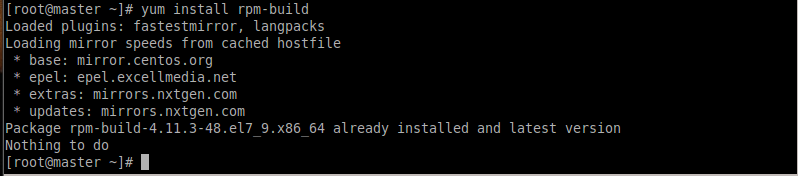 [root@master ~]# yum install rpm-build
Loaded plugins: fastestmirror, langpacks
Loading mirror speeds from cached hostfile
 * base: mirror.centos.org
 * epel: epel.excellmedia.net
 * extras: mirrors.nxtgen.com
 * updates: mirrors.nxtgen.com
Package rpm-build-4.11.3-48.el7_9.x86_64 already installed and latest version
Nothing to do
[root@master ~]#